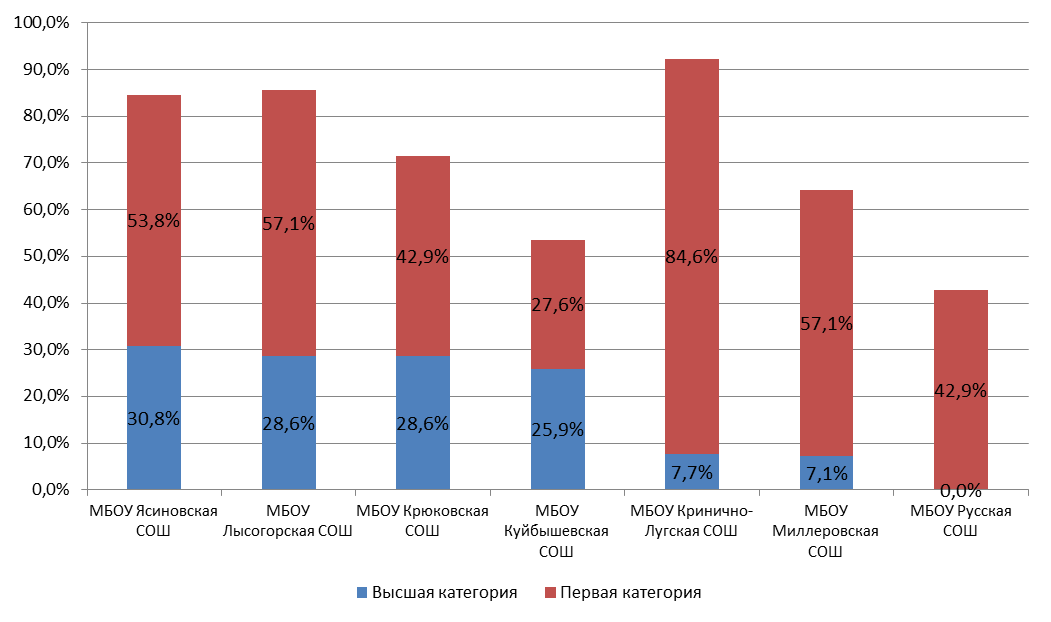 100,0%
90,0%
80,0%
70,0%
60,0%
50,0%
40,0%
30,0%
20,0%
10,0%
0,0%
53,8%
57,1%
42,9%
27,6%
84,6%
57,1%
42,9%
30,8%
28,6%
28,6%
25,9%
7,7%
7,1%
0,0%
МБОУ Ясиновская
СОШ
МБОУ
Лысогорская СОШ
МБОУ Крюковская
СОШ
МБОУ
Куйбышевская
СОШ
МБОУ Кринично-
Лугская СОШ
МБОУ
Миллеровская
СОШ
МБОУ Русская
СОШ
Высшая категория
Первая категория